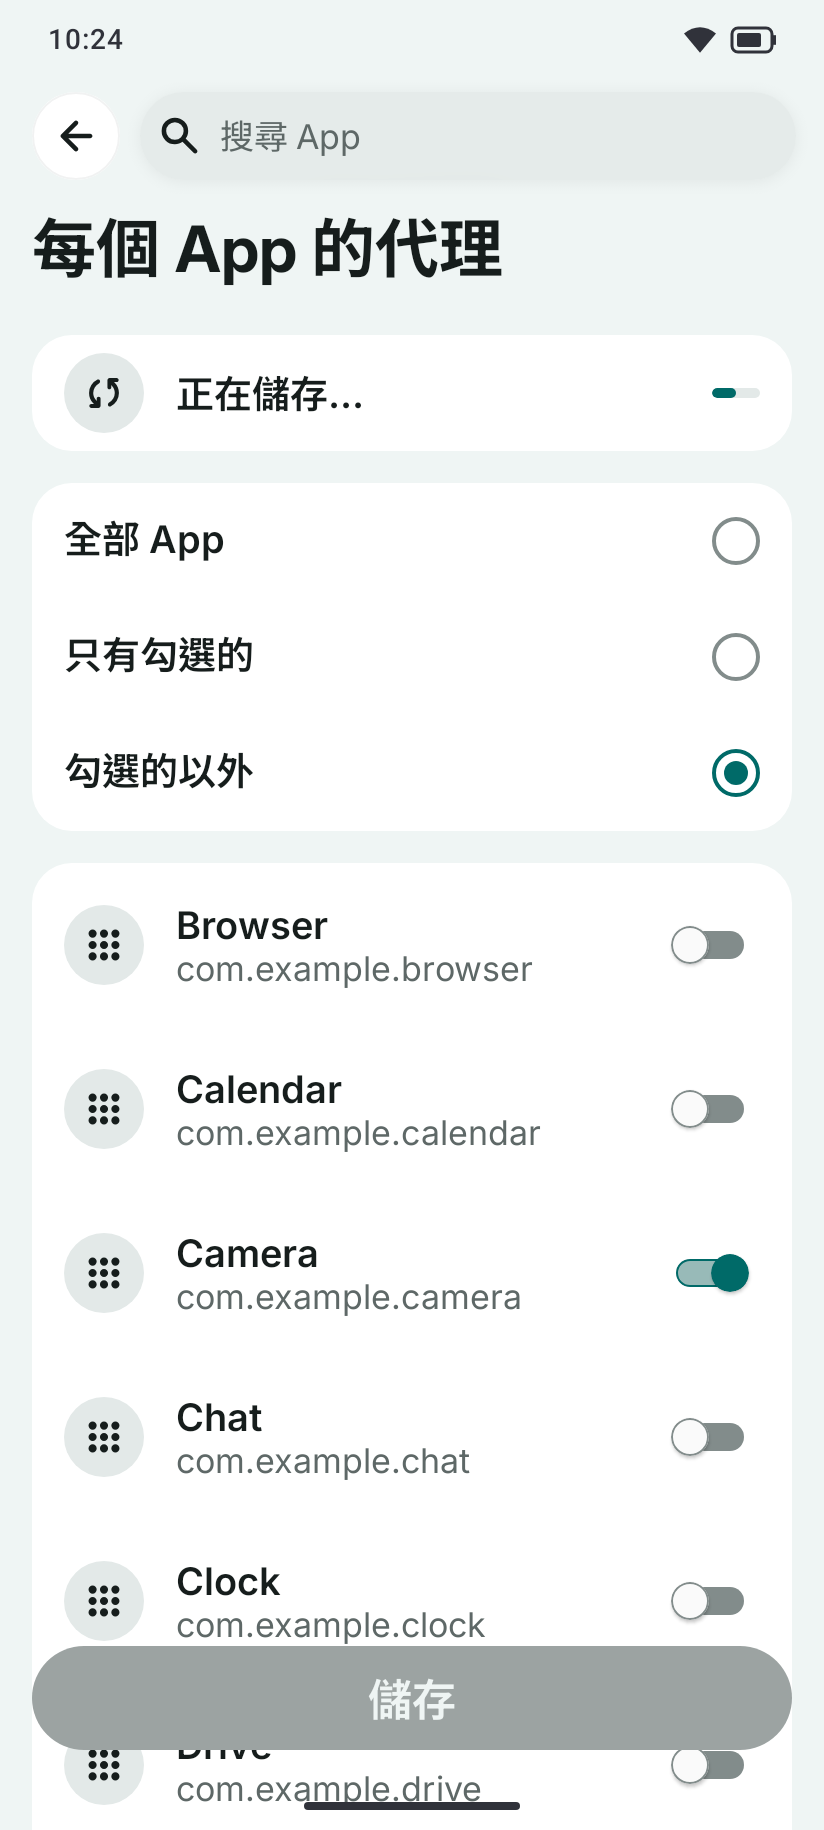 10:24
搜尋 App
每個 App 的代理
正在儲存...
全部 App
只有勾選的
勾選的以外
Browser
com.example.browser
Calendar
com.example.calendar
Camera
com.example.camera
Chat
com.example.chat
Clock
com.example.clock
儲存
Drive
com.example.drive